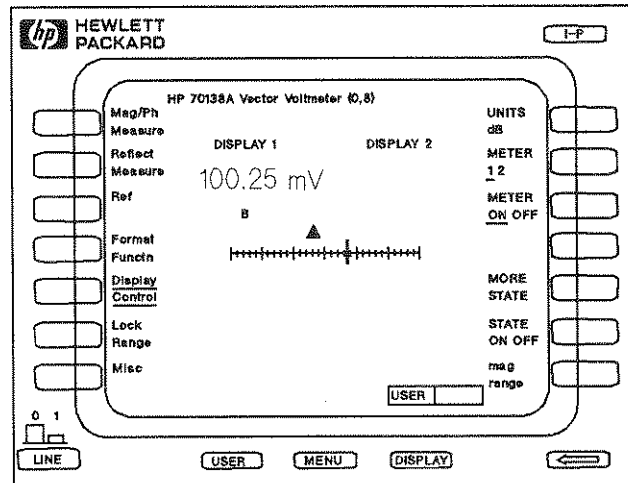 hp HEWLETT
PACKARD
I-P
HP 70138A Vector Voltmeter (0,8)
Mag/Ph
Measure
Reflect
Measure
Ref
Format
Functn
Display
Control
Lock
Range
Misc
DISPLAY 1
DISPLAY 2
100.25 mV
B
UNITS
dB
METER
1 2
METER
ON OFF
MORE
STATE
STATE
ON OFF
mag
range
USER
0 1
LINE
USER
MENU
DISPLAY